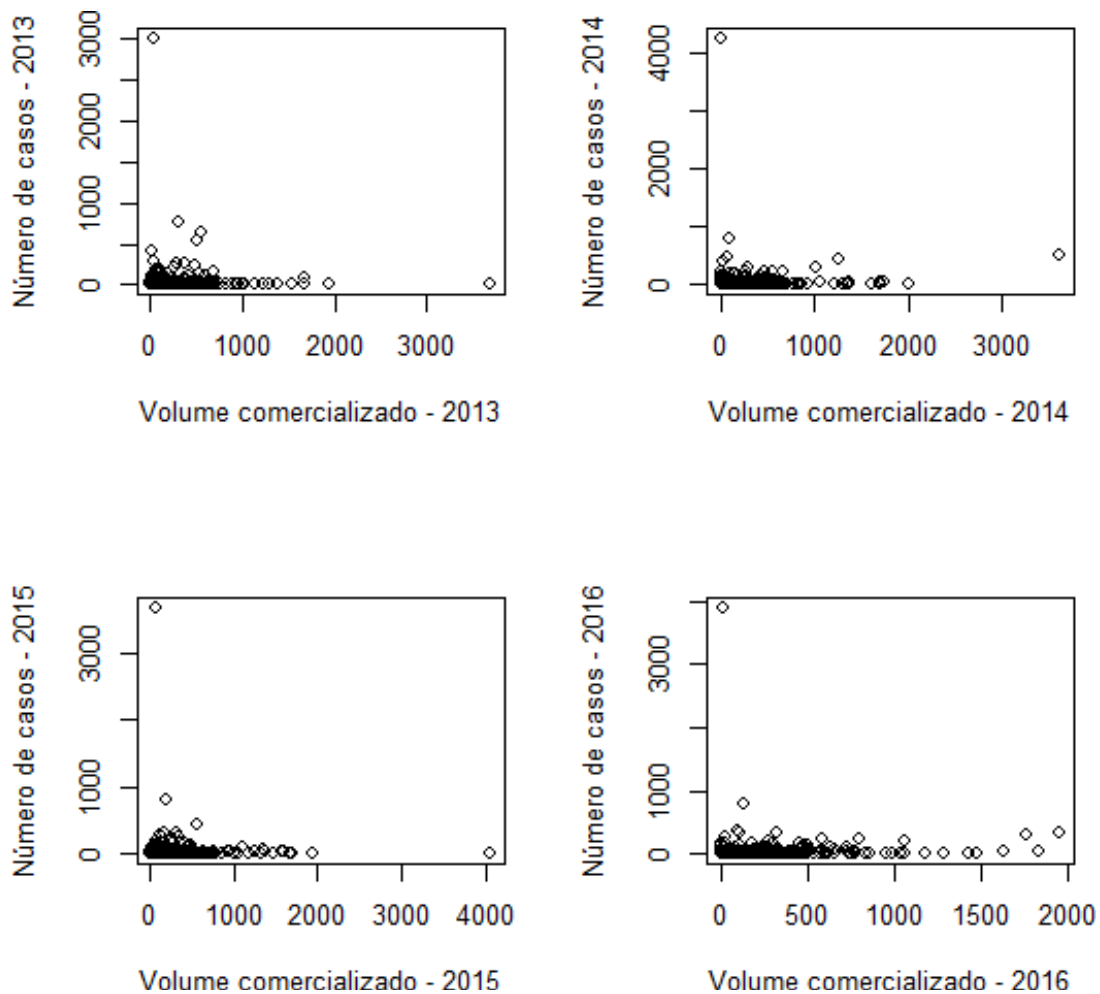 Número de casos - 2013
3000
2000
1000
0
0 1000 2000 3000
Volume comercializado - 2013
Número de casos - 2014
4000
2000
0
0 1000 2000 3000
Volume comercializado - 2014
Número de casos - 2015
3000
1000
0
0 1000 2000 3000 4000
Volume comercializado - 2015
Número de casos - 2016
3000
1000
0
0 500 1000 1500 2000
Volume comercializado - 2016